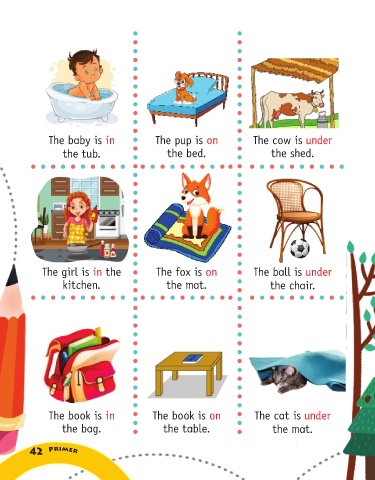 The baby is in
the tub.
The pup is on
the bed.
The cow is under
the shed.
The girl is in the
kitchen.
The fox is on
the mat.
The ball is under
the chair.
The book is in
the bag.
The book is on
the table.
The cat is under
the mat.
42 PRIMER